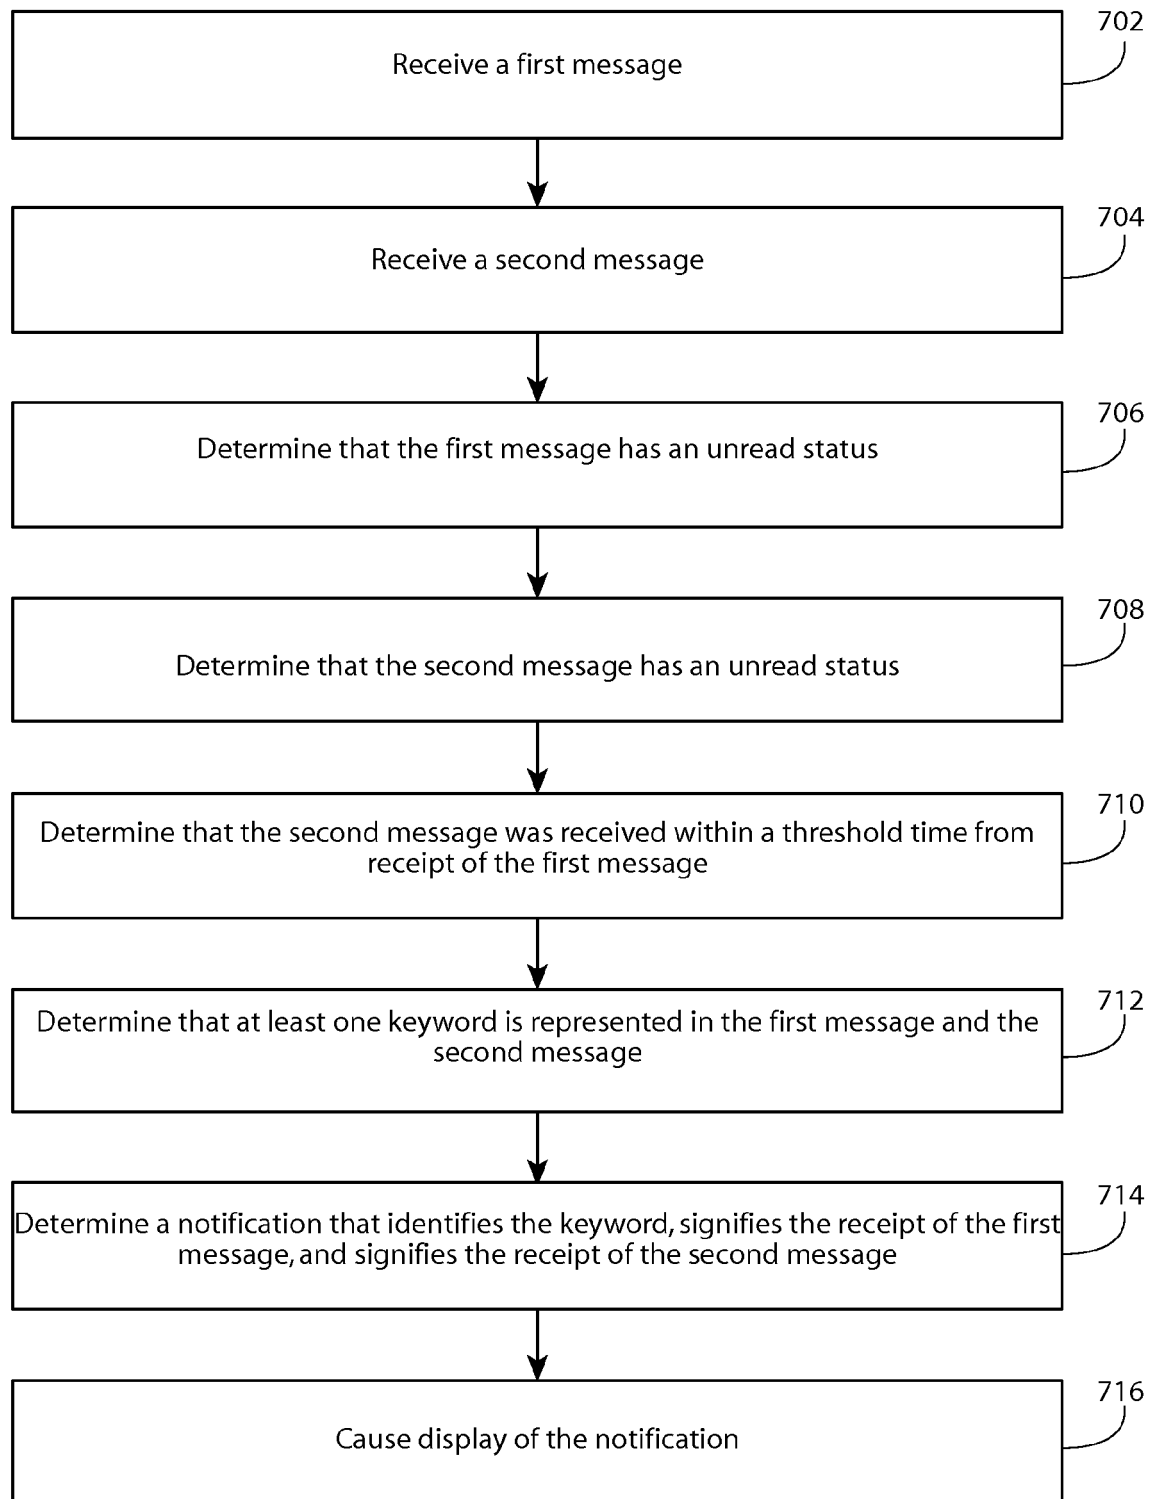 702
Receive a first message
704
Receive a second message
706
Determine that the first message has an unread status
708
Determine that the second message has an unread status
710
Determine that the second message was received within a threshold time from
receipt of the first message
712
Determine that at least one keyword is represented in the first message and the
second message
714
Determine a notification that identifies the keyword, signifies the receipt of the first
message, and signifies the receipt of the second message
716
Cause display of the notification